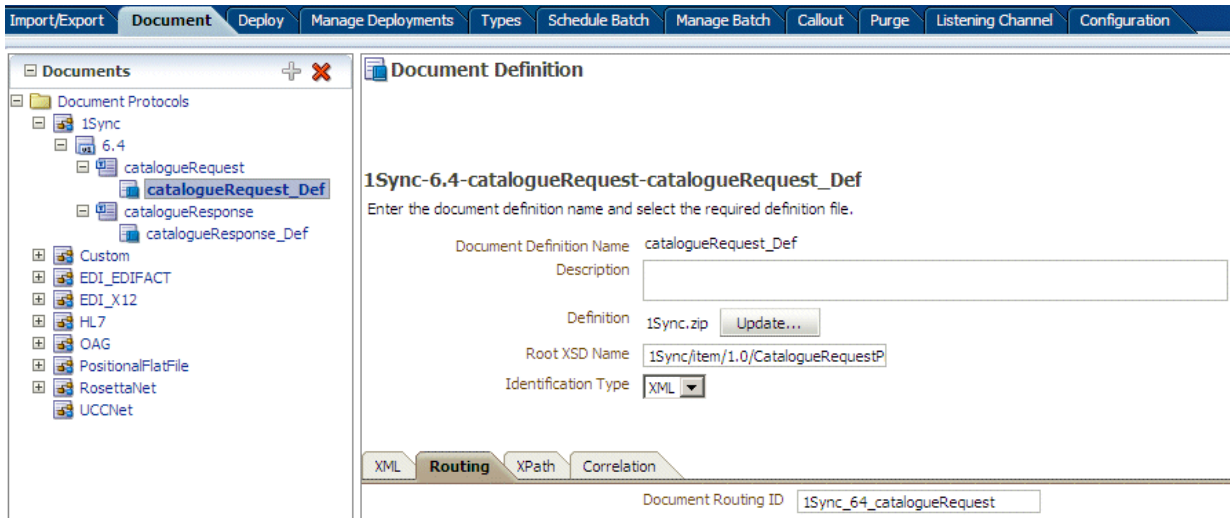 Import/Export Document Deploy Manage Deployments Types Schedule Batch Manage Batch Callout Purge Listening Channel Configuration
Documents
Document Protocols
1Sync
6.4
catalogueRequest
catalogueRequest_Def
catalogueResponse
catalogueResponse_Def
Custom
EDI_EDIFACT
EDI_X12
HL7
OAG
PositionalFlatFile
RosettaNet
UCCNet
Document Definition
1Sync-6.4-catalogueRequest-catalogueRequest_Def
Enter the document definition name and select the required definition file.
Document Definition Name catalogueRequest_Def
Description
Definition 1Sync.zip Update...
Root XSD Name 1Sync/item/1.0/CatalogueRequestP
Identification Type XML
XML Routing XPath Correlation
Document Routing ID 1Sync_64_catalogueRequest